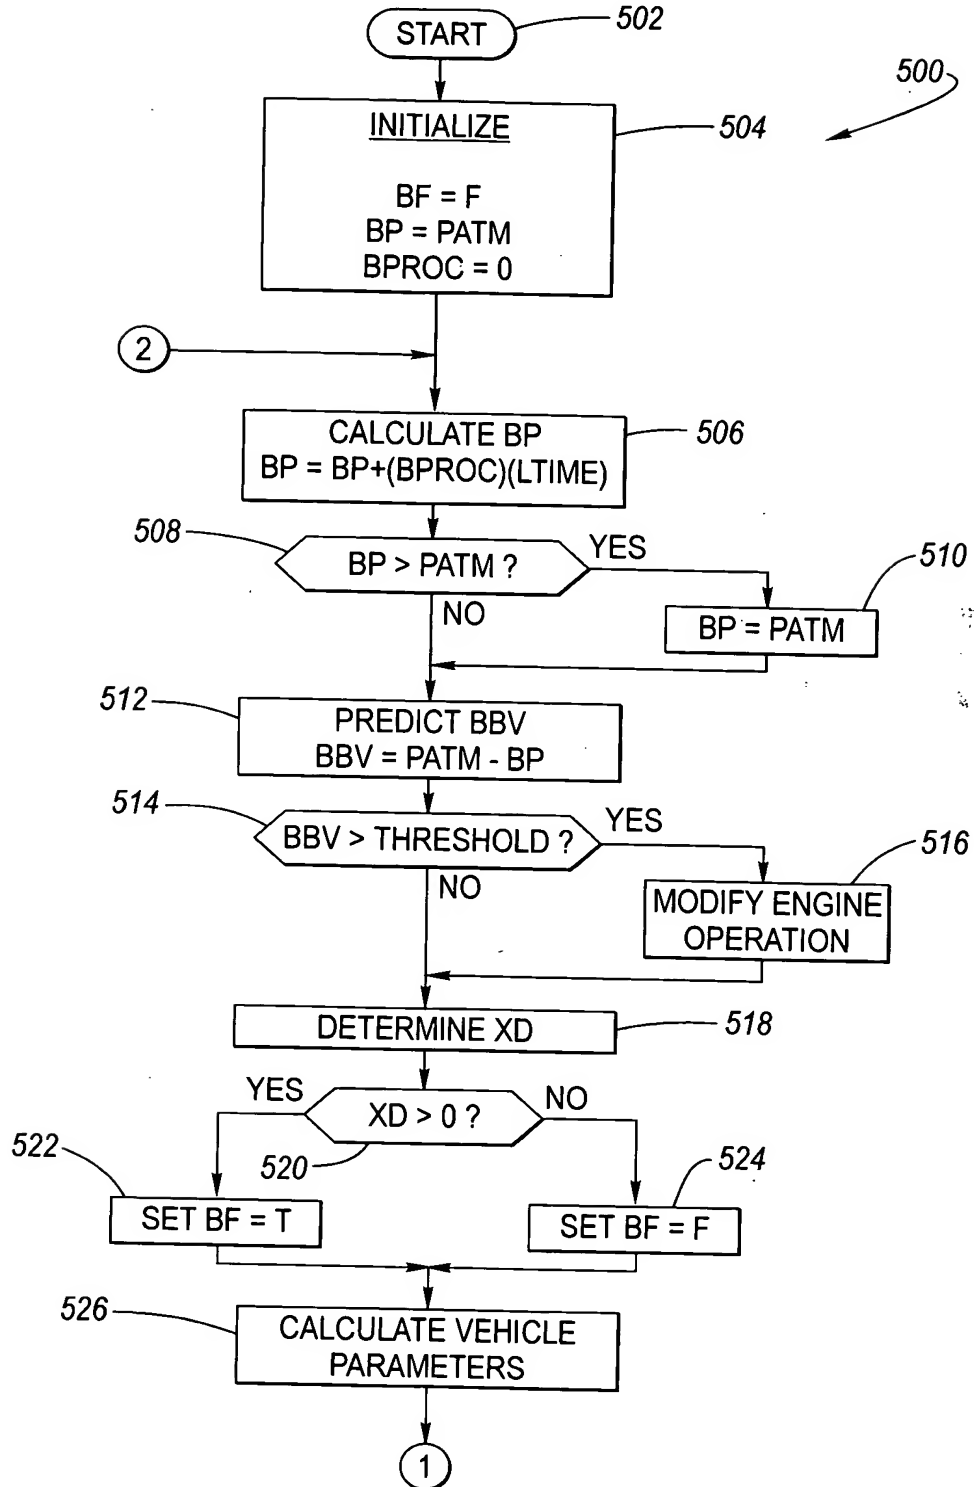 START
502
500
INITIALIZE
504
BF = F
BP = PATM
BPROC = 0
2
CALCULATE BP
BP = BP+(BPROC)(LTIME)
506
508
BP > PATM ?
YES
NO
510
BP = PATM
512
PREDICT BBV
BBV = PATM - BP
514
BBV > THRESHOLD ?
YES
NO
516
MODIFY ENGINE
OPERATION
DETERMINE XD
518
YES
XD > 0 ?
NO
520
522
SET BF = T
524
SET BF = F
526
CALCULATE VEHICLE
PARAMETERS
1